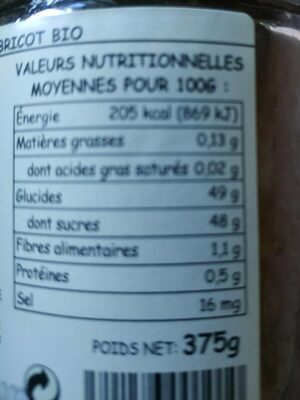 BRICOT BIO
VALEURS NUTRITIONNELLES
MOYENNES POUR 100G :
Énergie 205 kcal (869 kJ)
Matières grasses 0,13 g
dont acides gras saturés 0,02 g
Glucides 49 g
dont sucres 48 g
Fibres alimentaires 1,1 g
Protéines 0,5 g
Sel 16 mg
POIDS NET: 375g